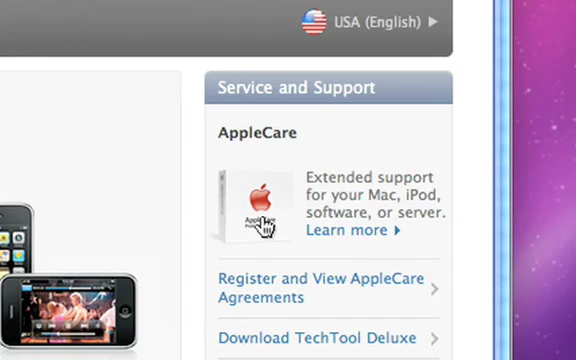 USA (English)
Service and Support
AppleCare
Extended support
for your Mac, iPod,
software, or server.
Learn more
Register and View AppleCare
Agreements
Download TechTool Deluxe